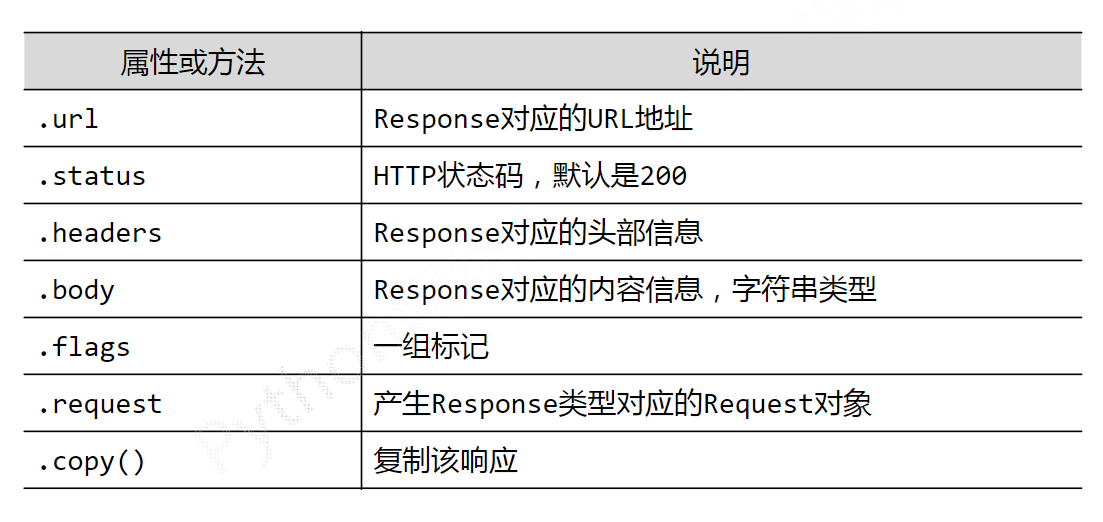 属性或方法 说明
.url Response对应的URL地址
.status HTTP状态码，默认是200
.headers Response对应的头部信息
.body Response对应的内容信息，字符串类型
.flags 一组标记
.request 产生Response类型对应的Request对象
.copy() 复制该响应
Python